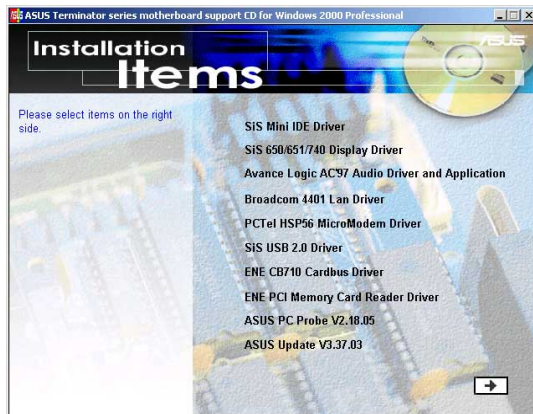 ASUS Terminator series motherboard support CD for Windows 2000 Professional
/SUS
Installation
Items
Please select items on the right
side.
SiS Mini IDE Driver
SiS 650/651/740 Display Driver
Avance Logic AC'97 Audio Driver and Application
Broadcom 4401 Lan Driver
PCTel HSP56 MicroModem Driver
SiS USB 2.0 Driver
ENE CB710 Cardbus Driver
ENE PCI Memory Card Reader Driver
ASUS PC Probe V2.18.05
ASUS Update V3.37.03